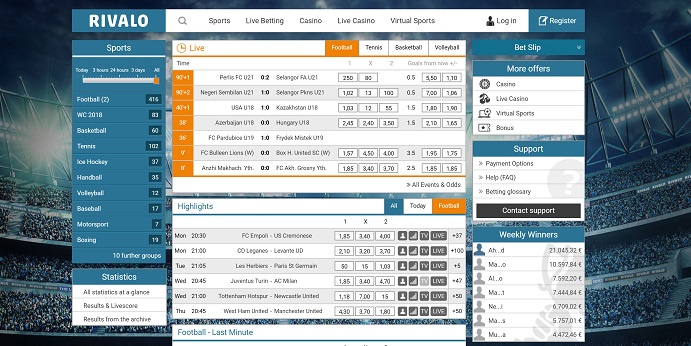 RIVALO
Sports Live Betting Casino Live Casino Virtual Sports Log in Register
Sports
Today 3 hours 24 hours 3 days All
Football (2) 416
WC 2018 83
Basketball 60
Tennis 102
Ice Hockey 37
Handball 35
Volleyball 12
Baseball 17
Motorsport 7
Boxing 19
10 further groups
Statistics
All statistics at a glance
Results & Livescore
Results from the archive
Live Football Tennis Basketball Volleyball
Time 1 X 2 Goals from now +/-
90'+1 Perlis FC U21 0:2 Selangor FA U21 250 80 0.5 5,50 1,10
90'+2 Negeri Sembilan U21 1:0 Selangor Pkns U21 1,02 13 100 0.5 7,00 1,06
40'+1 USA U18 1:0 Kazakhstan U18 1,03 12 55 1.5 1,80 1,90
38' Azerbaijan U18 0:0 Hungary U18 2,45 2,40 3,50 1.5 2,10 1,65
36' FC Pardubice U19 1:0 Frydek Mistek U19
9' FC Bulleen Lions (W) 0:0 Box H. United SC (W) 1,57 4,50 4,00 3.5 1,95 1,75
8' Anzhi Makhach. Yth. 0:0 FC Akh. Grosny Yth. 1,85 3,40 3,70 2.5 1,85 1,85
» All Events & Odds
Highlights All Today Football
1 X 2
Mo 20:30 FC Empoli - US Cremonese 1,85 3,40 4,00 TV LIVE +37
Mo 21:00 CD Leganes - Levante UD 2,10 3,20 3,70 TV LIVE +100
Tu 21:05 Les Herbiers - Paris St Germain 50 15 1,03 TV LIVE +5
We 20:45 Juventus Turin - AC Milan 1,85 3,40 4,70 TV LIVE +47
We 21:00 Tottenham Hotspur - Newcastle United 1,18 7,00 15 TV LIVE +50
Th 20:45 West Ham United - Manchester United 4,30 3,70 1,80 TV LIVE +50
Football - Last Minute
Bet Slip
More offers
Casino
Live Casino
Virtual Sports
Bonus
Support
» Payment Options
» Help (FAQ)
» Betting glossary
Contact support
Weekly Winners
Ah...d 21.045,32 €
Ma...o 10.597,84 €
Al...o 7.592,20 €
Ma...t 7.444,84 €
Ne...i 6.709,02 €
Ma...s 5.757,01 €
Mu...a 4.472,46 €